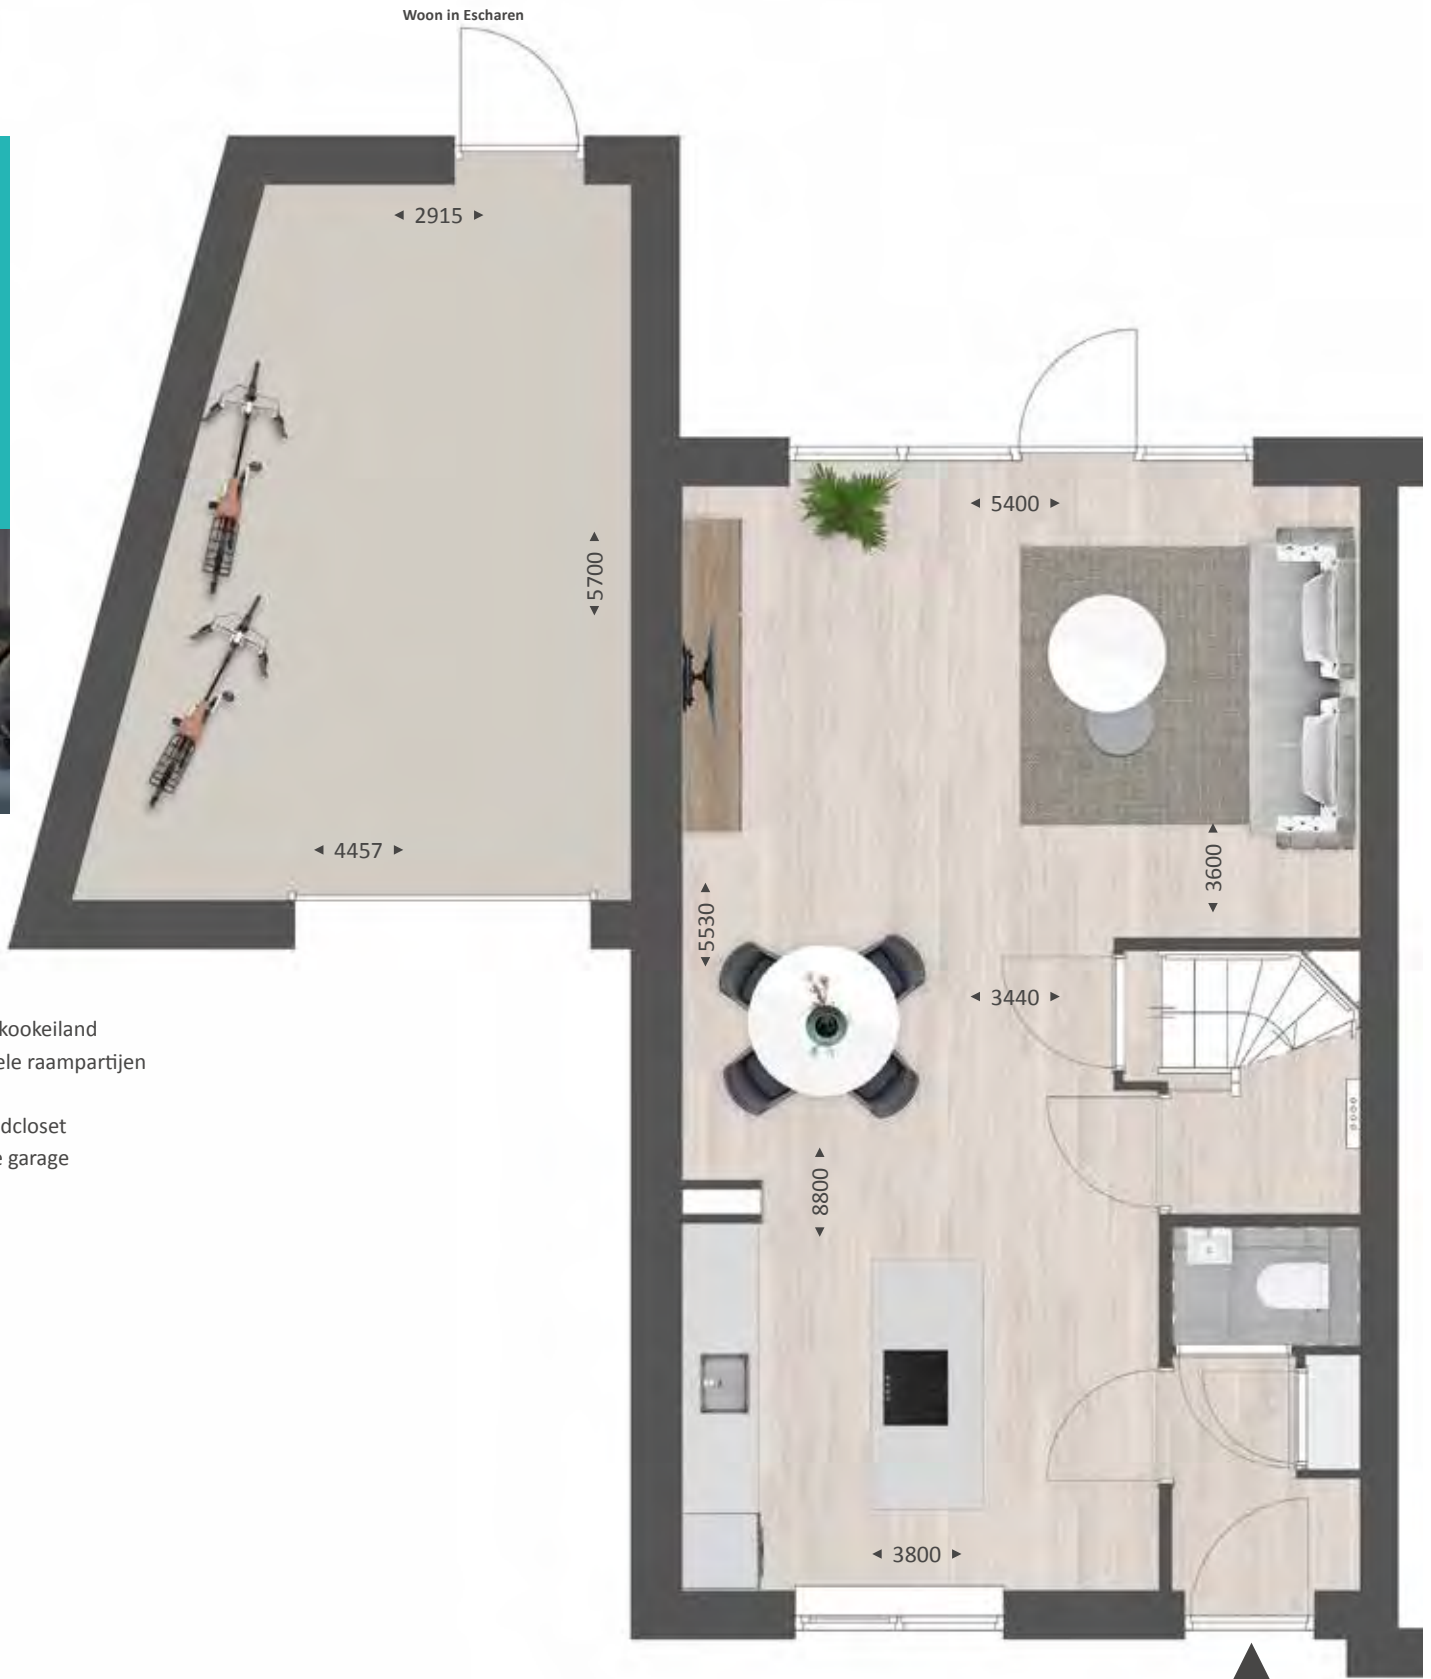 Woon in Escharen
2915
5400
5700
4457
3600
5530
3440
kookeiland
ele raampartijen
dcloset
e garage
8800
3800